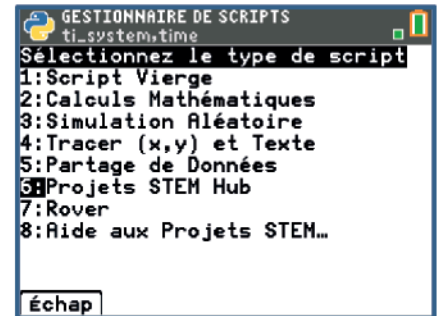 GESTIONNAIRE DE SCRIPTS
ti_system,time
Sélectionnez le type de script
1:Script Vierge
2:Calculs Mathématiques
3:Simulation Aléatoire
4:Tracer (x,y) et Texte
5:Partage de Données
6:Projets STEM Hub
7:Rover
8:Aide aux Projets STEM…
Échap